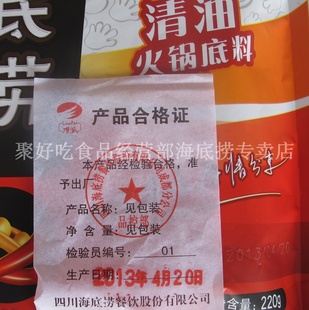 底
捞
清油
火锅底料
产品合格证
聚好吃食品经营部海底捞专卖店
本产品经检验合格，准
予出厂
产品名称：见包装
净 含 量：见包装
检验员编号： 01
生产日期 2013年4月20日
四川海底捞餐饮股份有限公司
含量：220g